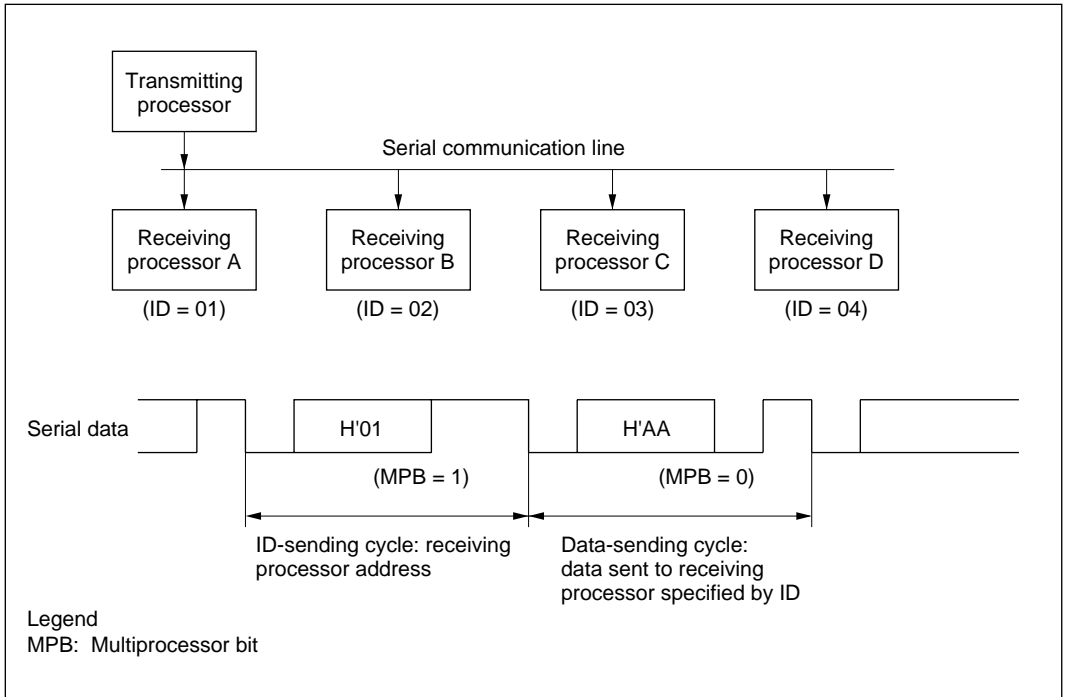 Transmitting
processor
Serial communication line
Receiving
processor A
Receiving
processor B
Receiving
processor C
Receiving
processor D
(ID = 01)
(ID = 02)
(ID = 03)
(ID = 04)
Serial data
H'01
H'AA
(MPB = 1)
(MPB = 0)
ID-sending cycle: receiving
processor address
Data-sending cycle:
data sent to receiving
processor specified by ID
Legend
MPB: Multiprocessor bit